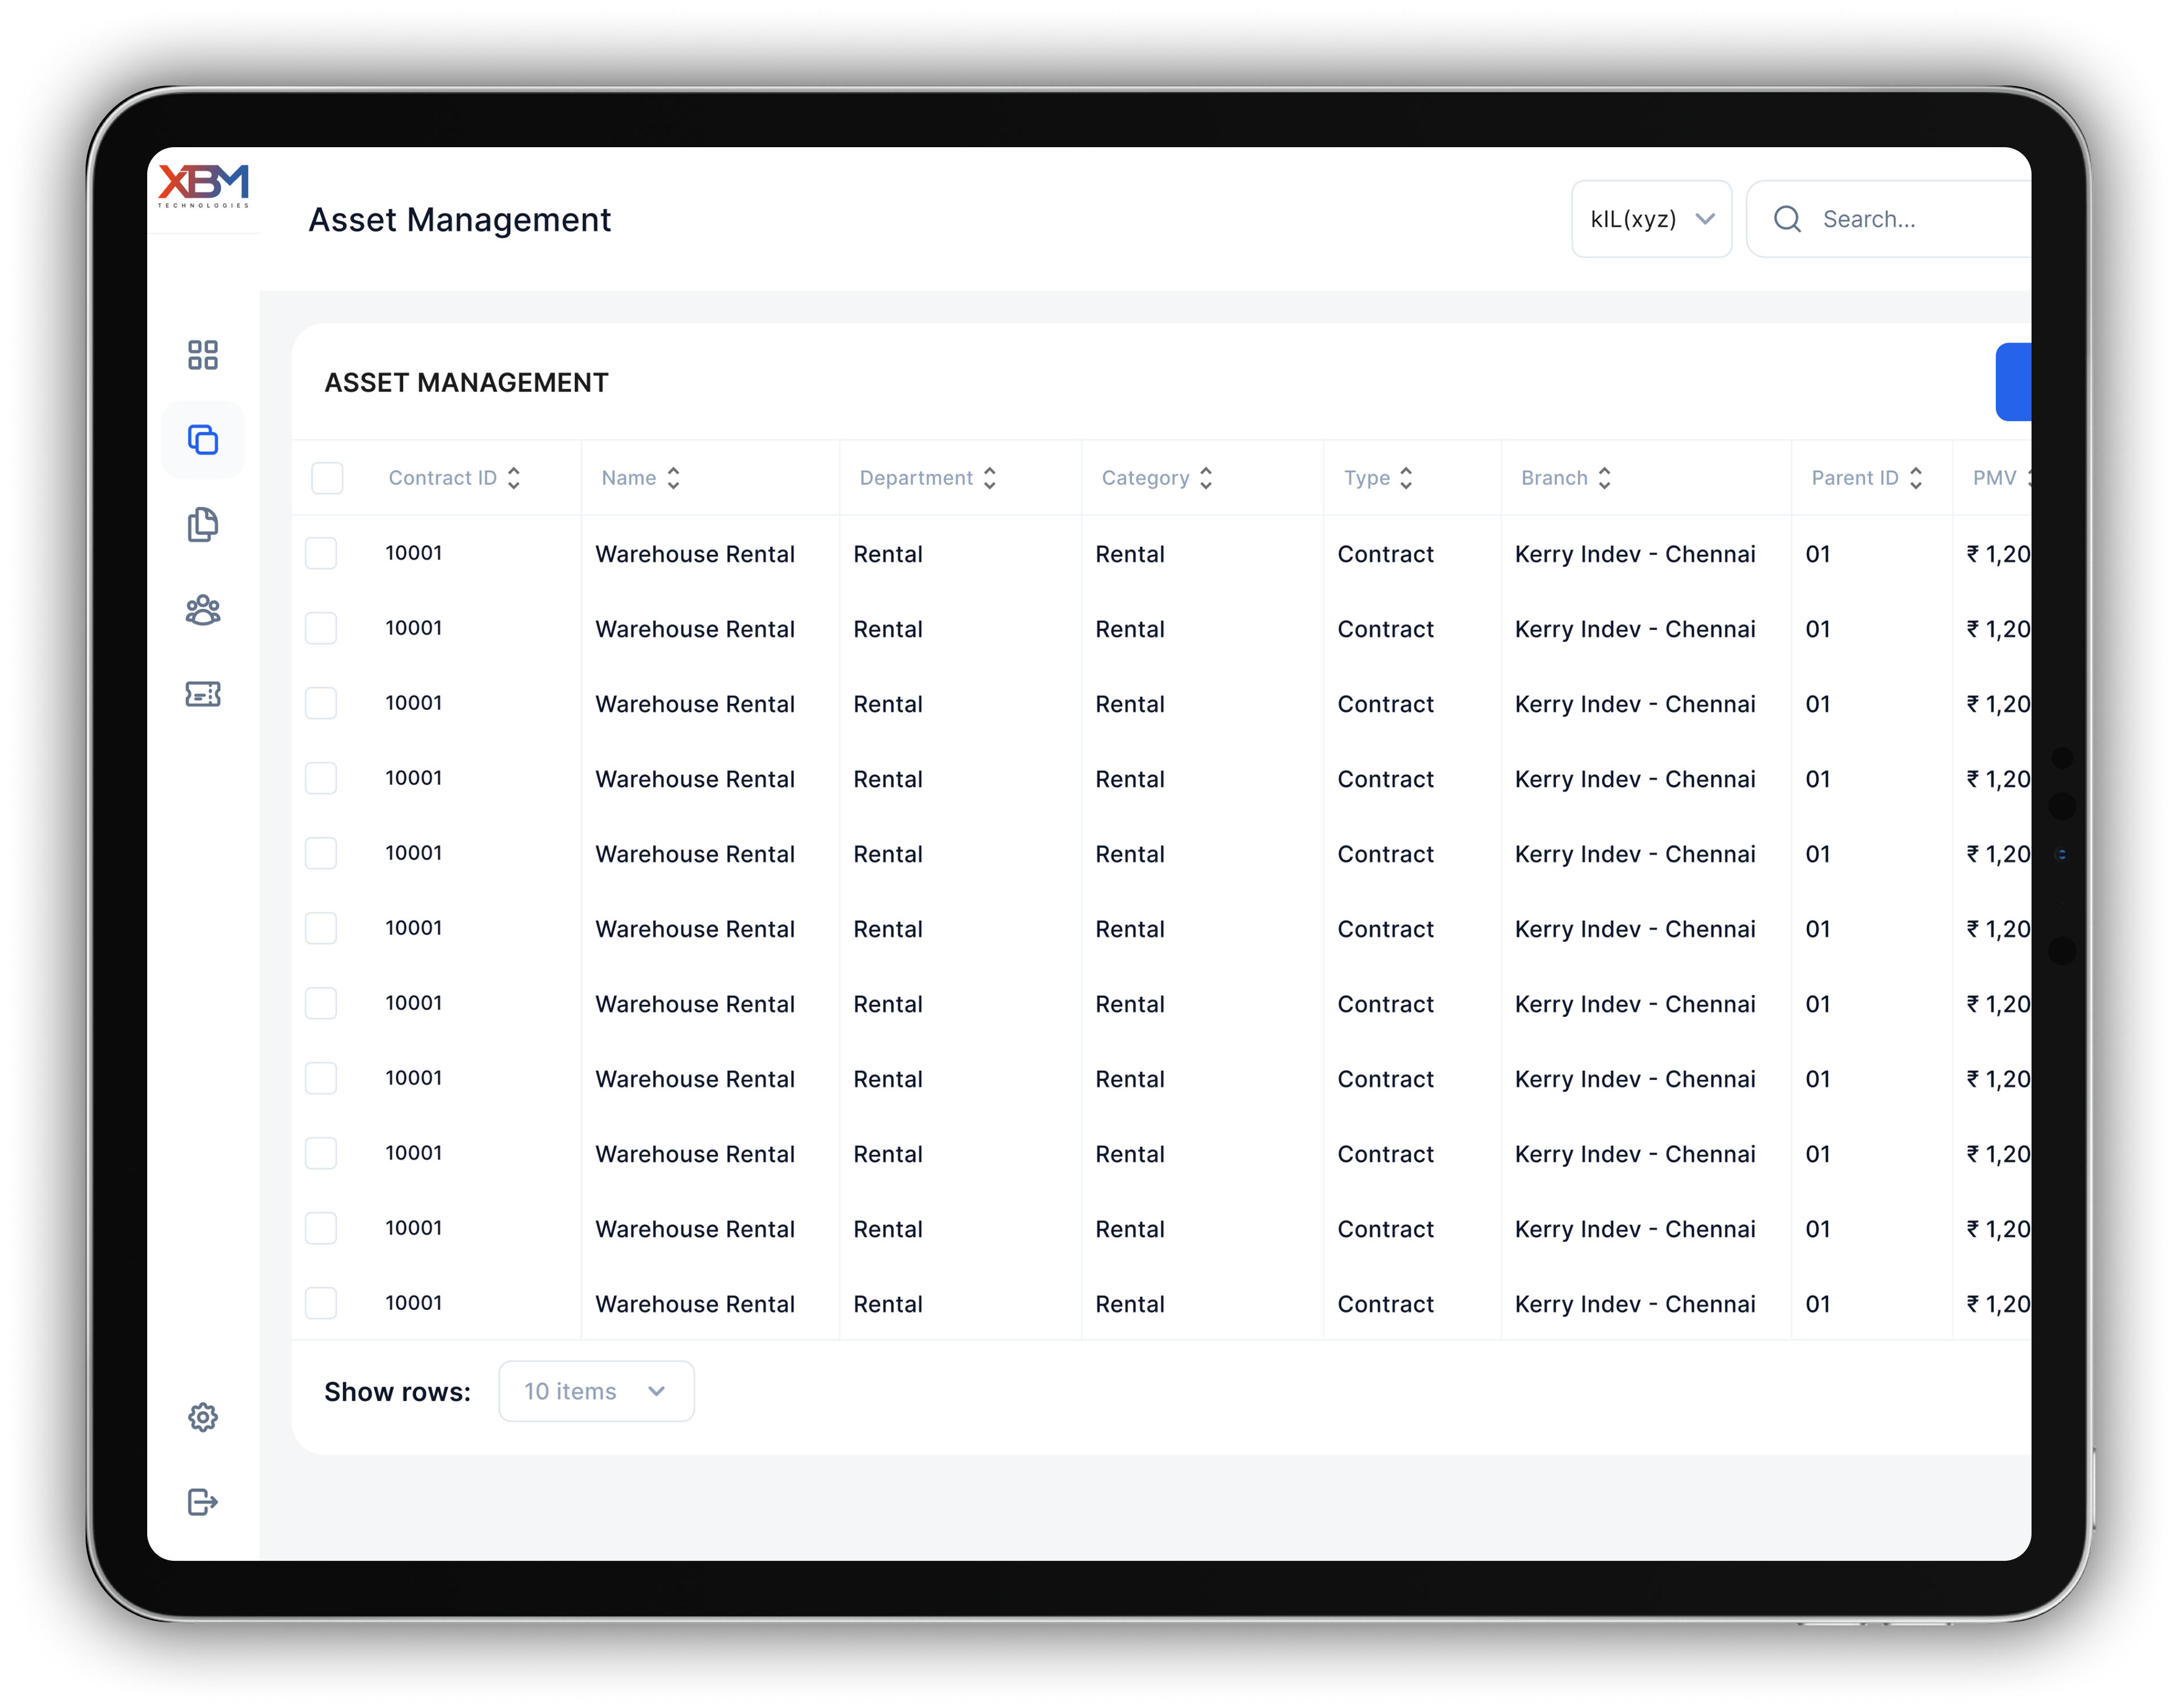 XBM
TECHNOLOGIES
Asset Management
kIL(xyz)
Search...
ASSET MANAGEMENT
Contract ID Name Department Category Type Branch Parent ID PMV
10001 Warehouse Rental Rental Rental Contract Kerry Indev - Chennai 01 ₹ 1,20
10001 Warehouse Rental Rental Rental Contract Kerry Indev - Chennai 01 ₹ 1,20
10001 Warehouse Rental Rental Rental Contract Kerry Indev - Chennai 01 ₹ 1,20
10001 Warehouse Rental Rental Rental Contract Kerry Indev - Chennai 01 ₹ 1,20
10001 Warehouse Rental Rental Rental Contract Kerry Indev - Chennai 01 ₹ 1,20
10001 Warehouse Rental Rental Rental Contract Kerry Indev - Chennai 01 ₹ 1,20
10001 Warehouse Rental Rental Rental Contract Kerry Indev - Chennai 01 ₹ 1,20
10001 Warehouse Rental Rental Rental Contract Kerry Indev - Chennai 01 ₹ 1,20
10001 Warehouse Rental Rental Rental Contract Kerry Indev - Chennai 01 ₹ 1,20
10001 Warehouse Rental Rental Rental Contract Kerry Indev - Chennai 01 ₹ 1,20
10001 Warehouse Rental Rental Rental Contract Kerry Indev - Chennai 01 ₹ 1,20
Show rows: 10 items